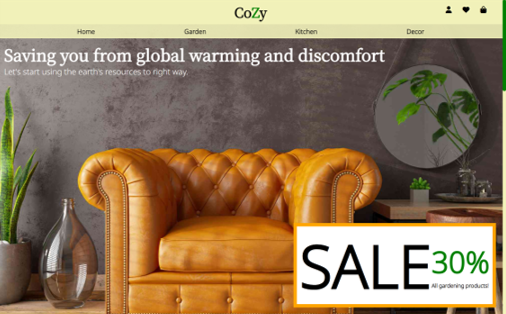 CoZy
Home Garden Kitchen Decor
Saving you from global warming and discomfort
Let's start using the earth's resources to right way.
SALE 30%
All gardening products!